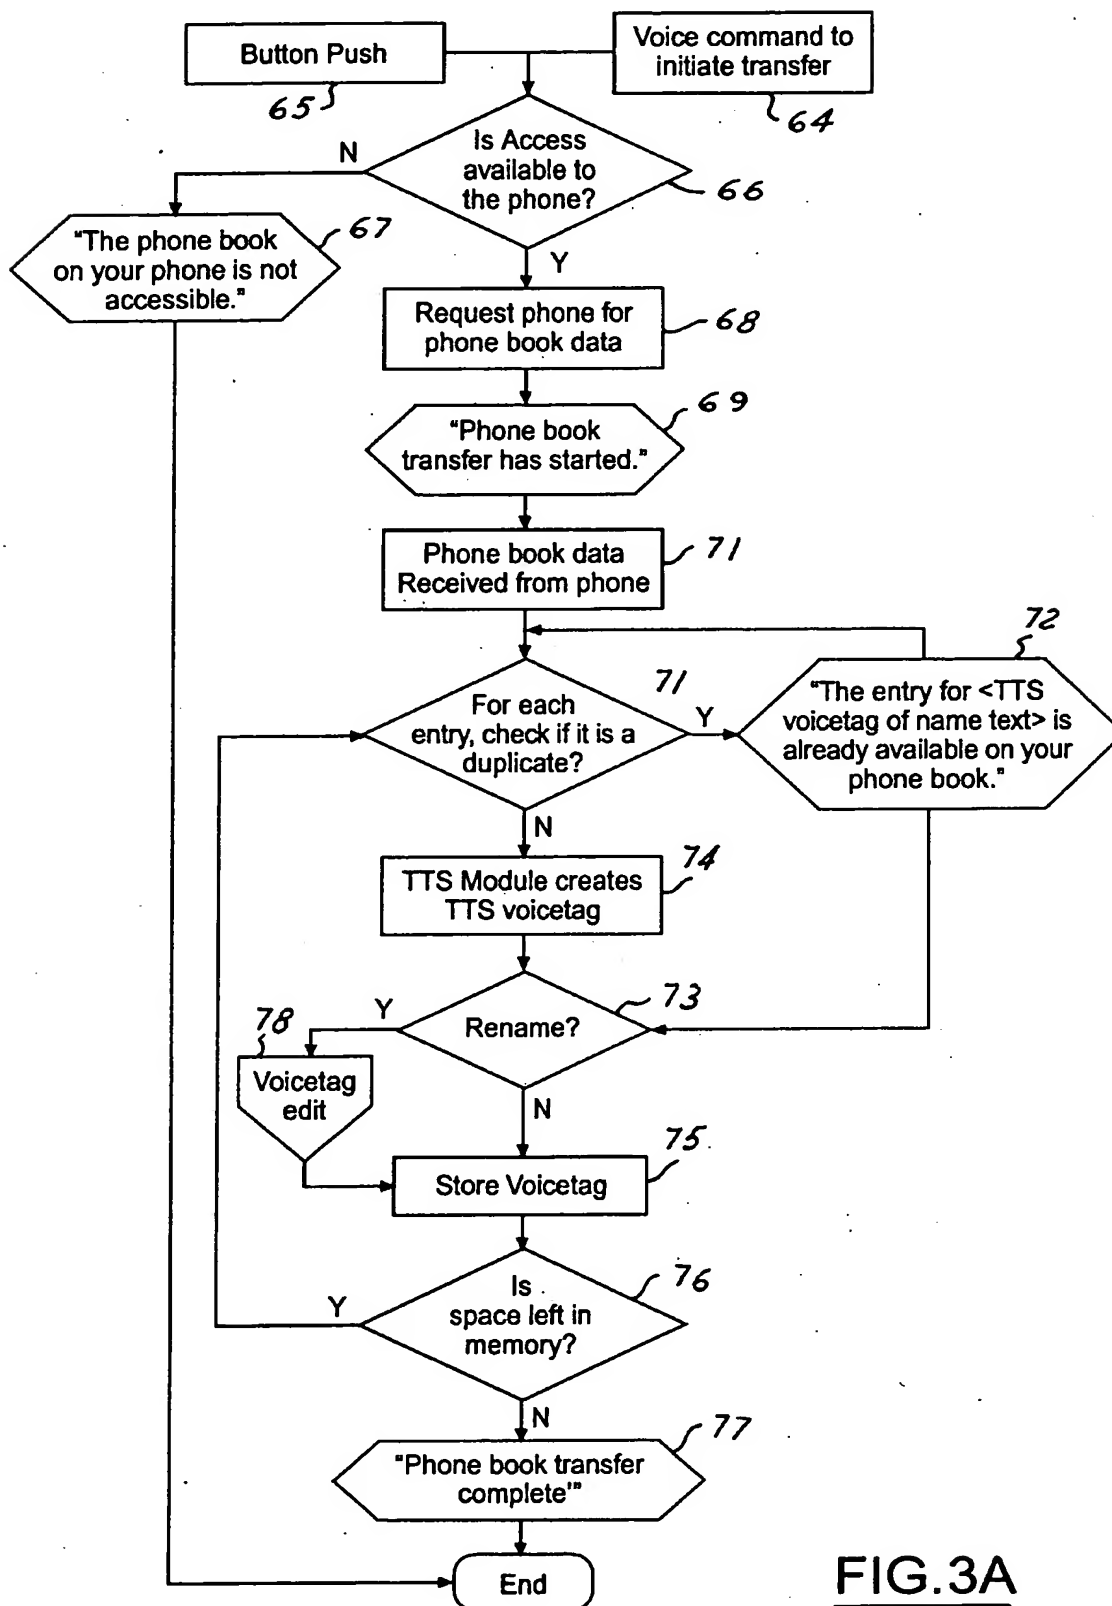 Button Push
65
Voice command to
initiate transfer
64
Is Access
available to
the phone?
66
N
Y
"The phone book
on your phone is not
accessible."
67
Request phone for
phone book data
68
"Phone book
transfer has started."
69
Phone book data
Received from phone
71
For each
entry, check if it is a
duplicate?
71
Y
N
"The entry for <TTS
voicetag of name text> is
already available on your
phone book."
72
TTS Module creates
TTS voicetag
74
Rename?
73
Y
N
Voicetag
edit
78
Store Voicetag
75
Is
space left in
memory?
76
Y
N
"Phone book transfer
complete'"
77
End
FIG.3A